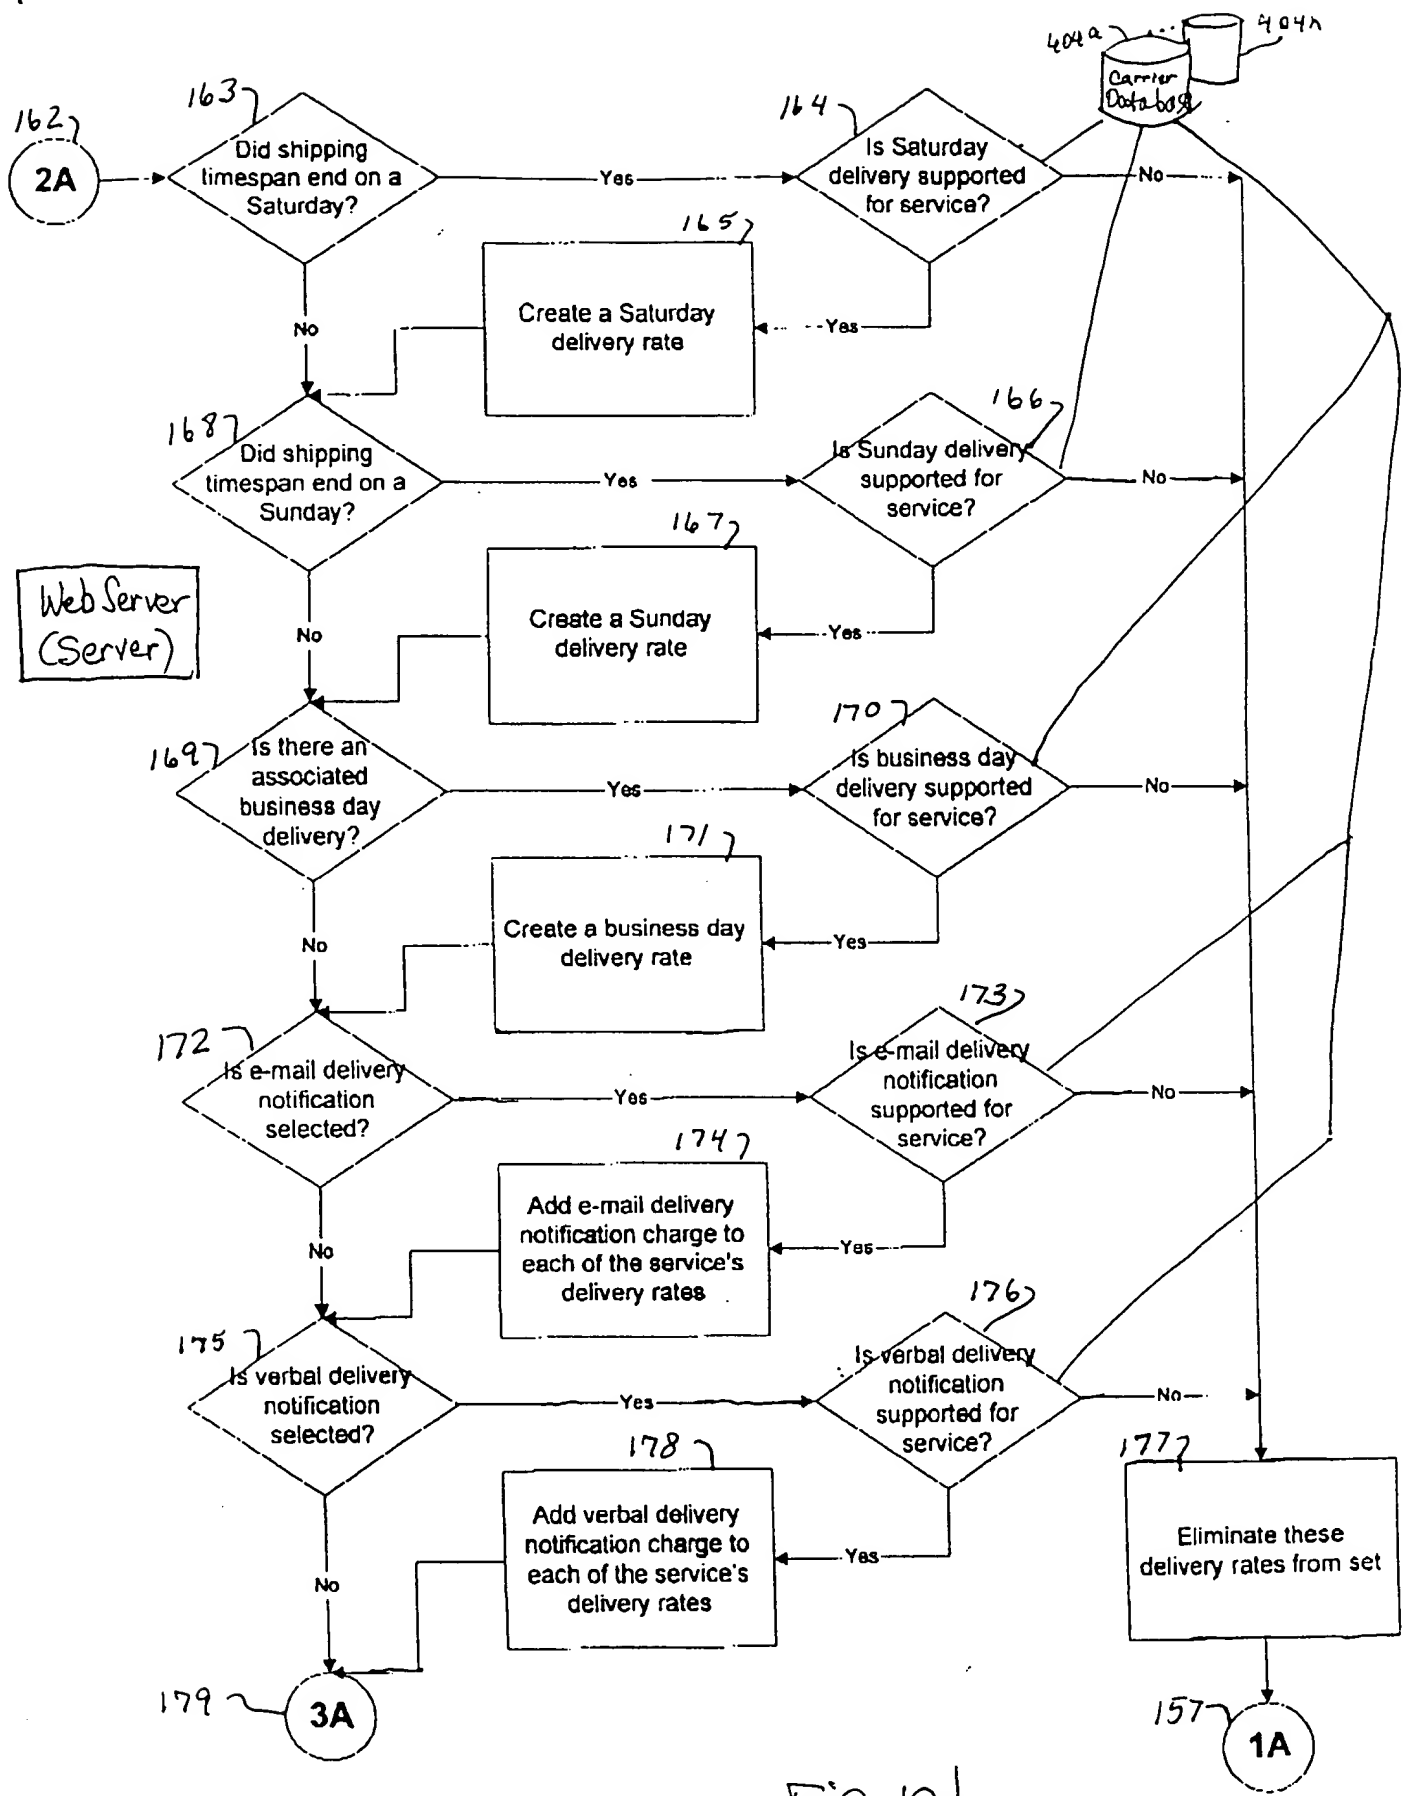 404a
404n
Carrier
Database
162
2A
163
Did shipping
timespan end on a
Saturday?
Yes
164
Is Saturday
delivery supported
for service?
No
165
Create a Saturday
delivery rate
Yes
No
168
Did shipping
timespan end on a
Sunday?
Yes
166
Is Sunday delivery
supported for
service?
No
167
Create a Sunday
delivery rate
Yes
Web Server
(Server)
No
169
Is there an
associated
business day
delivery?
Yes
170
Is business day
delivery supported
for service?
No
171
Create a business day
delivery rate
Yes
No
172
Is e-mail delivery
notification
selected?
Yes
173
Is e-mail delivery
notification
supported for
service?
No
174
Add e-mail delivery
notification charge to
each of the service's
delivery rates
Yes
No
175
Is verbal delivery
notification
selected?
Yes
176
Is verbal delivery
notification
supported for
service?
No
178
Add verbal delivery
notification charge to
each of the service's
delivery rates
Yes
No
177
Eliminate these
delivery rates from set
179
3A
157
1A